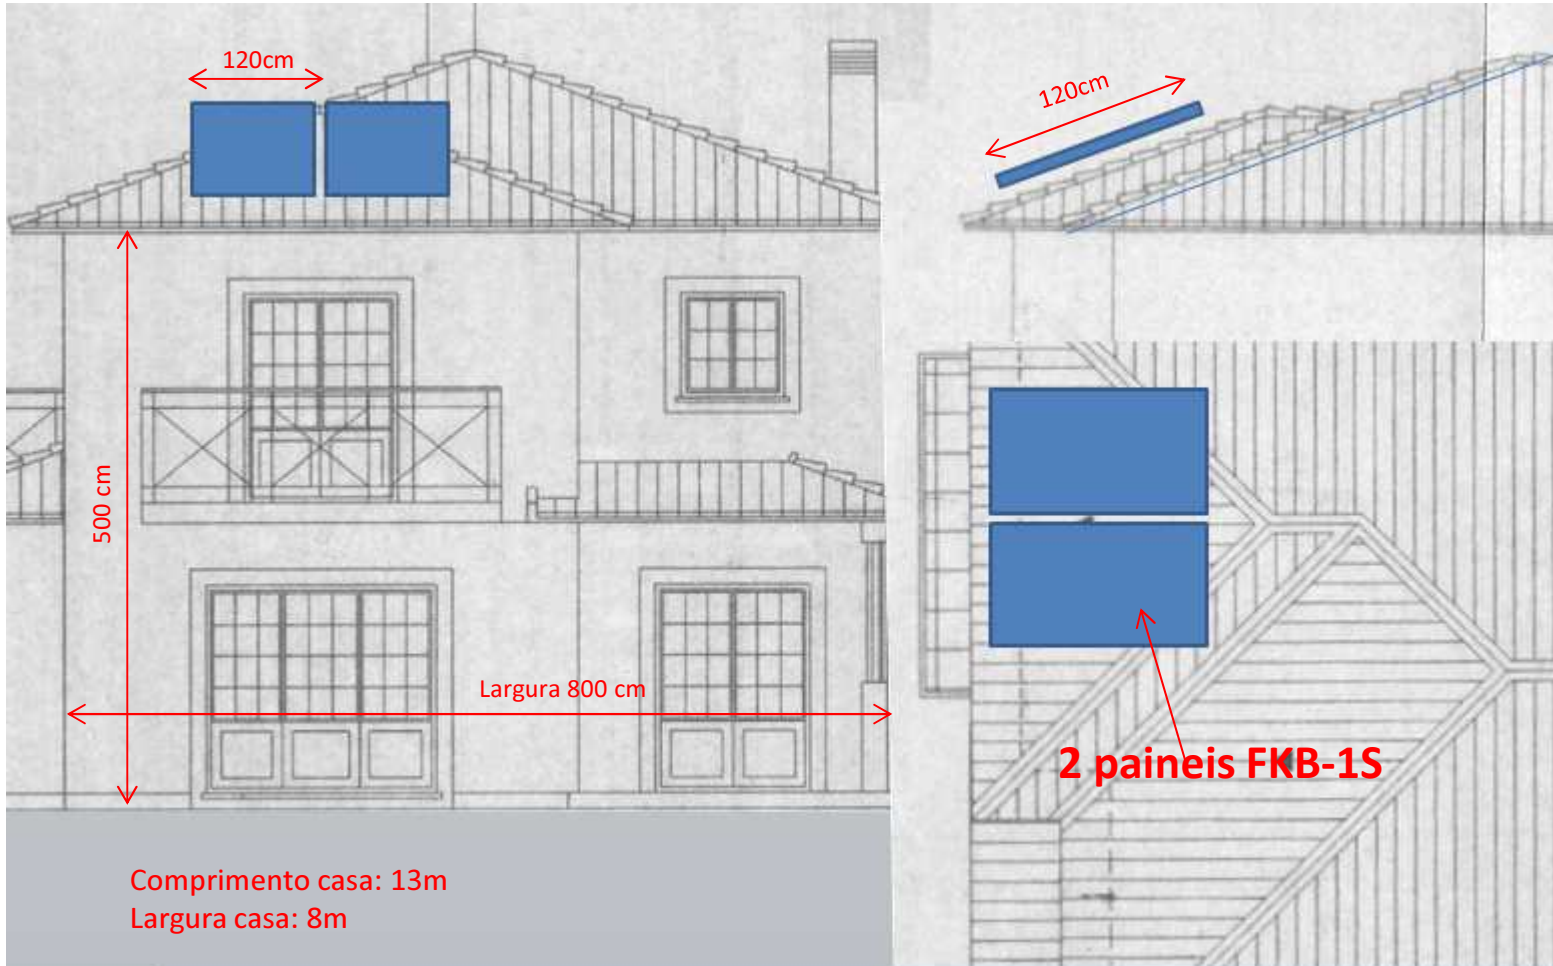 120cm
120cm
500 cm
Largura 800 cm
2 paineis FKB-1S
Comprimento casa: 13m
Largura casa: 8m